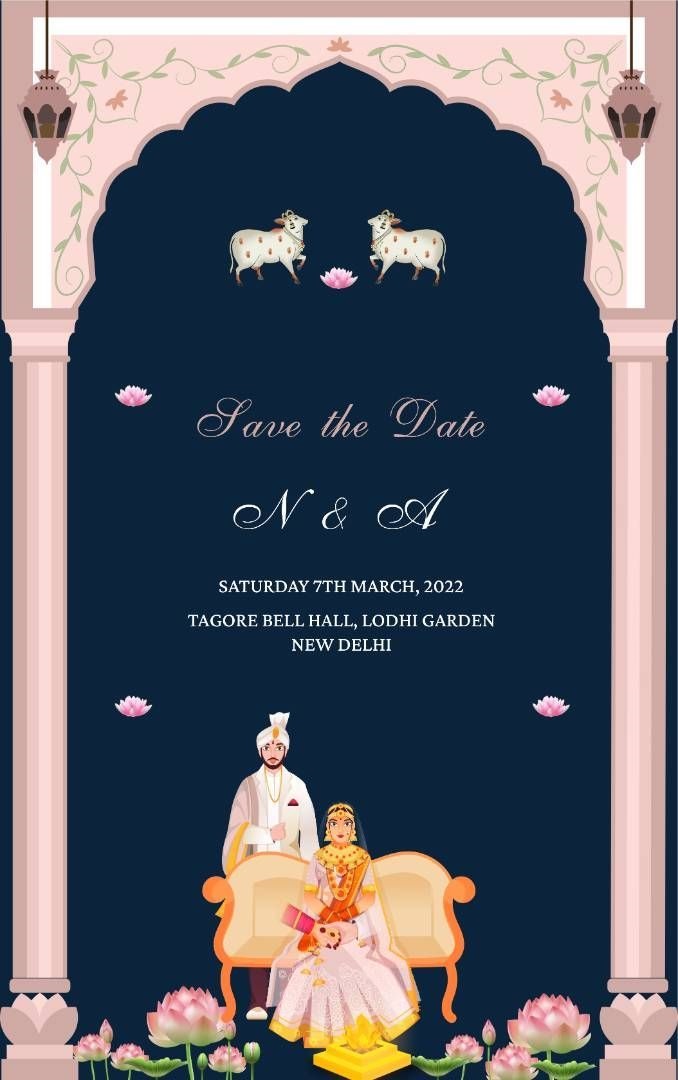 Save the Date
N & A
SATURDAY 7TH MARCH, 2022
TAGORE BELL HALL, LODHI GARDEN
NEW DELHI